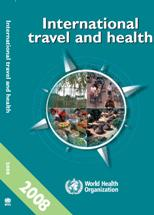 International
travel and health
International travel and health
World Health
Organization
2008
2008